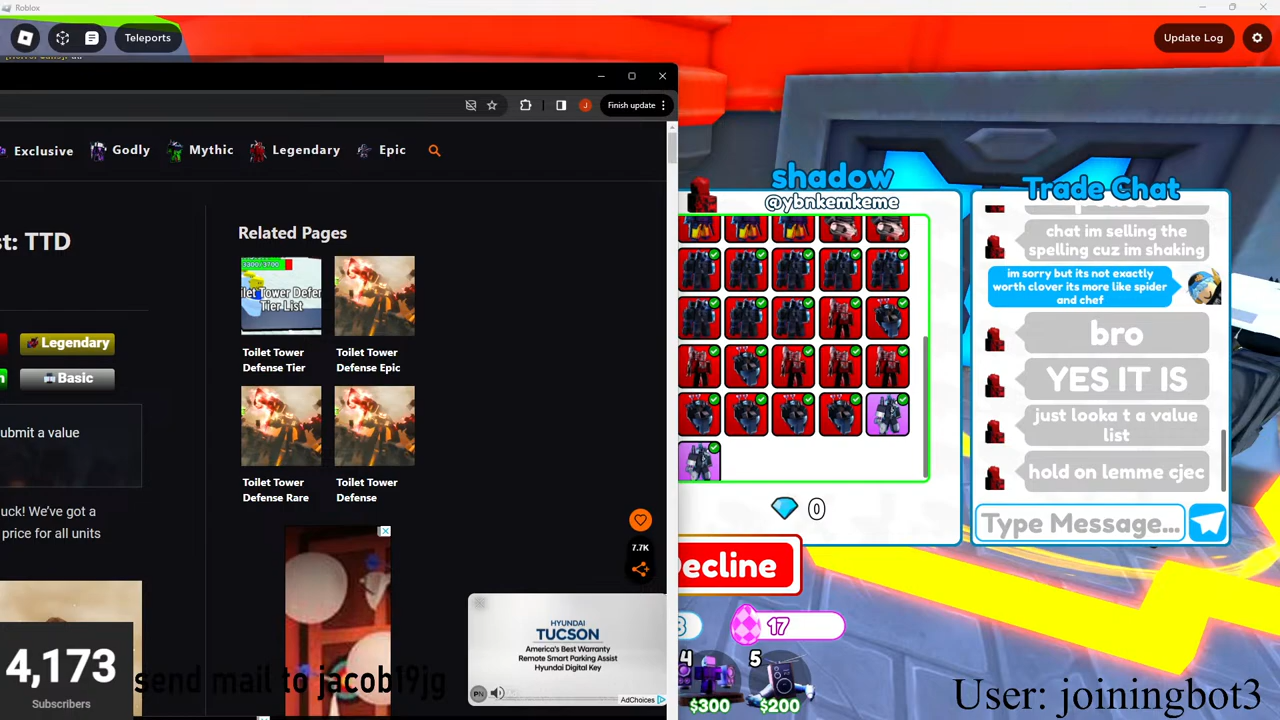 Roblox
Teleports
Update Log
Finish update
Exclusive
Godly
Mythic
Legendary
Epic
st: TTD
Related Pages
Toilet Tower
Defense Tier
Toilet Tower
Defense Epic
Legendary
Basic
Toilet Tower
Defense Rare
Toilet Tower
Defense
ubmit a value
uck! We've got a
price for all units
7.7K
HYUNDAI
TUCSON
America's Best Warranty
Remote Smart Parking Assist
Hyundai Digital Key
PN
AdChoices
4,173
Subscribers
send mail to jacob19jg
shadow
@ybnkemkeme
0
Decline
17
4
$300
5
$200
Trade Chat
chat im selling the
spelling cuz im shaking
im sorry but its not exactly
worth clover its more like spider
and chef
bro
YES IT IS
just looka t a value
list
hold on lemme cjec
Type Message...
User: joiningbot3